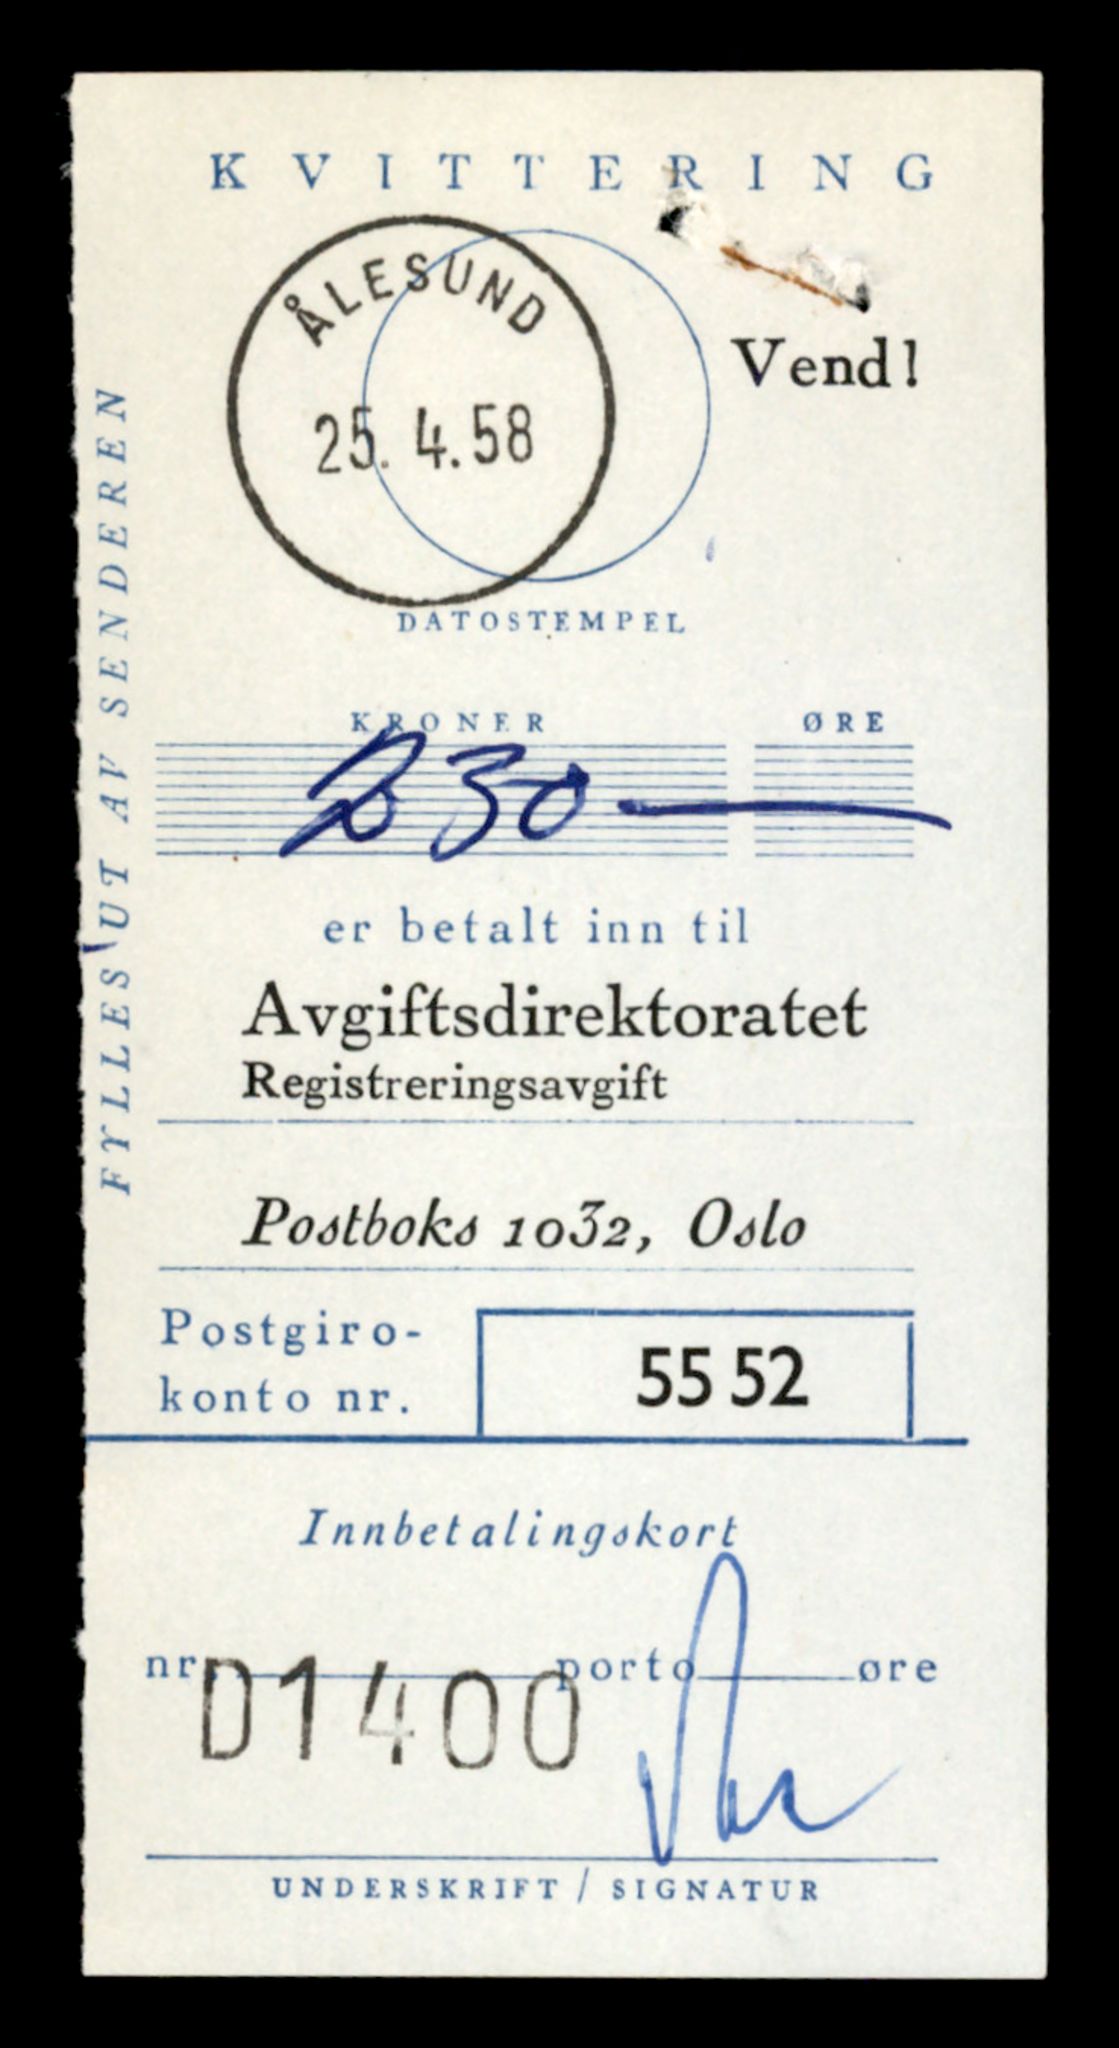 KVITTERING
ÅLESUND
25.4.58
Vend!
DATOSTEMPEL
FYLLES UT AV SENDEREN
KRONER ØRE
230 —
er betalt inn til
Avgiftsdirektoratet
Registreringsavgift
Postboks 1032, Oslo
Postgiro-
konto nr.
55 52
Innbetalingskort
nr. porto øre
D1400
UNDERSKRIFT / SIGNATUR